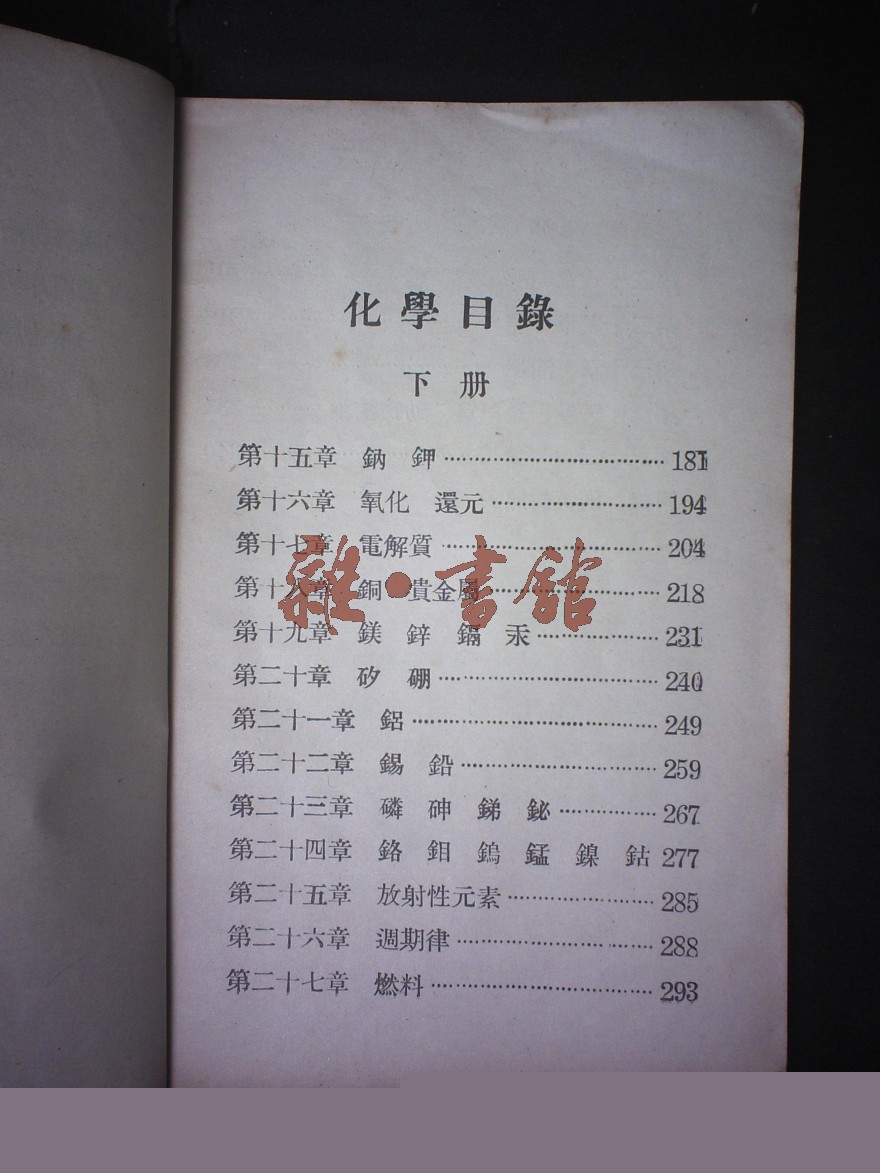 化學目錄
下册
第十五章 鈉 鉀 181
第十六章 氧化 還元 194
第十七章 電解質 204
第十八章 銅 貴金屬 218
第十九章 鎂 鋅 鎘 汞 231
第二十章 矽 硼 240
第二十一章 鋁 249
第二十二章 錫 鉛 259
第二十三章 磷 砷 銻 鉍 267
第二十四章 鉻 鉬 鎢 錳 鎳 鈷 277
第二十五章 放射性元素 285
第二十六章 週期律 288
第二十七章 燃料 293
雜·書館